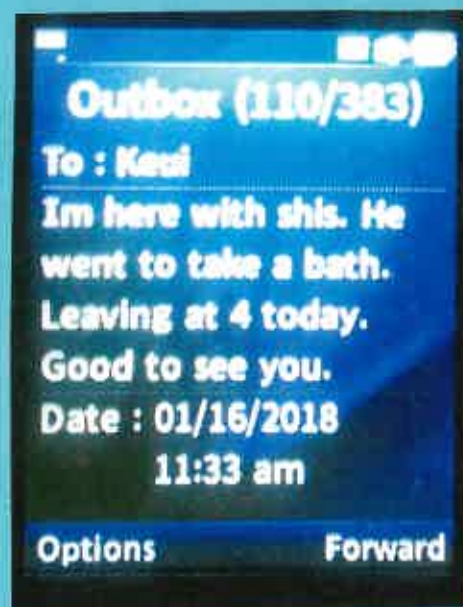 Outbox (110/383)
To : Keui
Im here with shis. He
went to take a bath.
Leaving at 4 today.
Good to see you.
Date : 01/16/2018
11:33 am
Options Forward